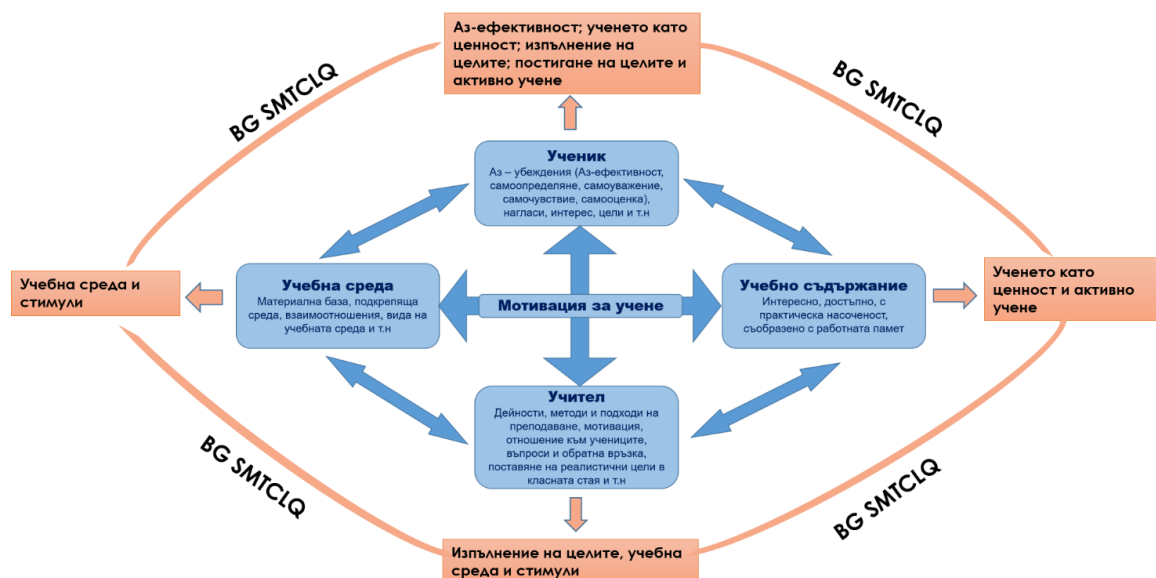 Аз-ефективност; ученето като
ценност; изпълнение на
целите; постигане на целите и
активно учене
BG SMTCLQ
BG SMTCLQ
Ученик
Аз – убеждения (Аз-ефективност,
самоопределяне, самоуважение,
самочувствие, самооценка),
нагласи, интерес, цели и т.н
Учебна среда и
стимули
Учебна среда
Материална база, подкрепяща
среда, взаимоотношения, вида на
учебната среда и т.н
Мотивация за учене
Учебно съдържание
Интересно, достъпно, с
практическа насоченост,
съобразено с работната памет
Ученето като
ценност и активно
учене
Учител
Дейности, методи и подходи на
преподаване, мотивация,
отношение към учениците,
въпроси и обратна връзка,
поставяне на реалистични цели в
класната стая и т.н
BG SMTCLQ
BG SMTCLQ
Изпълнение на целите, учебна
среда и стимули